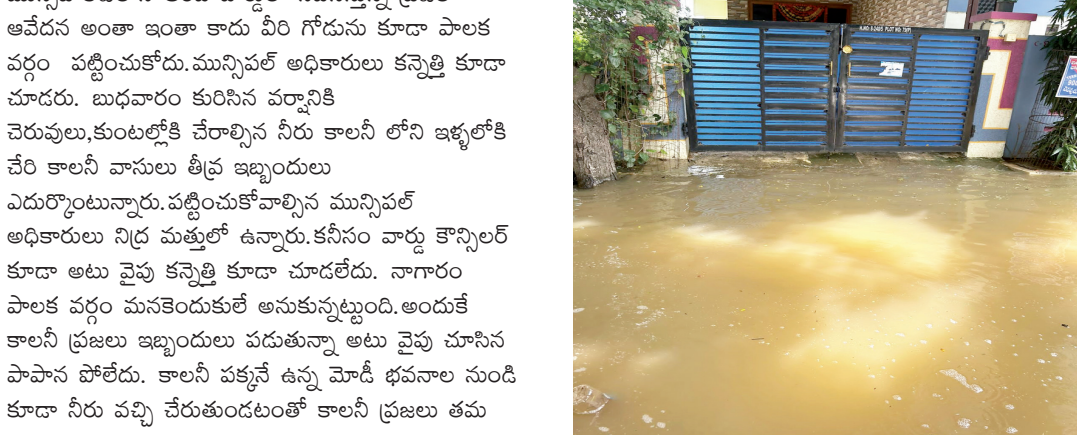 ఆవేదన అంతా ఇంతా కాదు వీరి గోడును కూడా పాలక
వర్గం పట్టించుకోదు.మున్సిపల్ అధికారులు కన్నెత్తి కూడా
చూడరు. బుధవారం కురిసిన వర్షానికి
చెరువులు,కుంటల్లోకి చేరాల్సిన నీరు కాలనీ లోని ఇళ్ళలోకి
చేరి కాలనీ వాసులు తీవ్ర ఇబ్బందులు
ఎదుర్కొంటున్నారు.పట్టించుకోవాల్సిన మున్సిపల్
అధికారులు నిద్ర మత్తులో ఉన్నారు.కనీసం వార్డు కౌన్సిలర్
కూడా అటు వైపు కన్నెత్తి కూడా చూడలేదు. నాగారం
పాలక వర్గం మనకెందుకులే అనుకున్నట్టుంది.అందుకే
కాలనీ ప్రజలు ఇబ్బందులు పడుతున్నా అటు వైపు చూసిన
పాపాన పోలేదు. కాలనీ పక్కనే ఉన్న మోడీ భవనాల నుండి
కూడా నీరు వచ్చి చేరుతుండటంతో కాలనీ ప్రజలు తమ